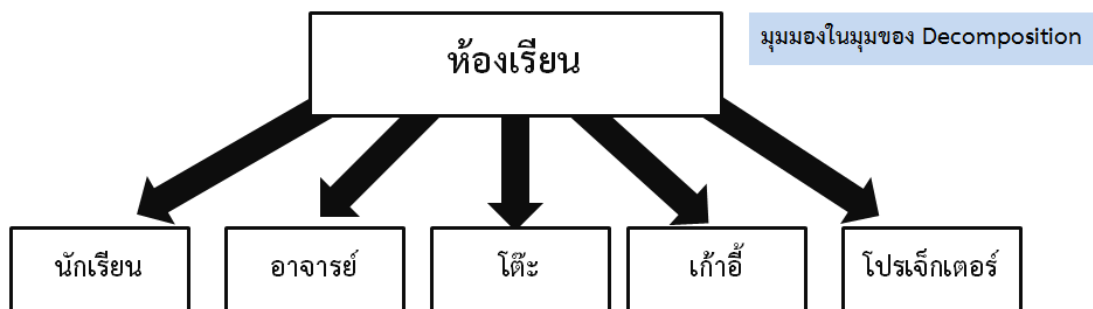 มุมมองในมุมของ Decomposition
ห้องเรียน
นักเรียน
อาจารย์
โต๊ะ
เก้าอี้
โปรเจ็กเตอร์